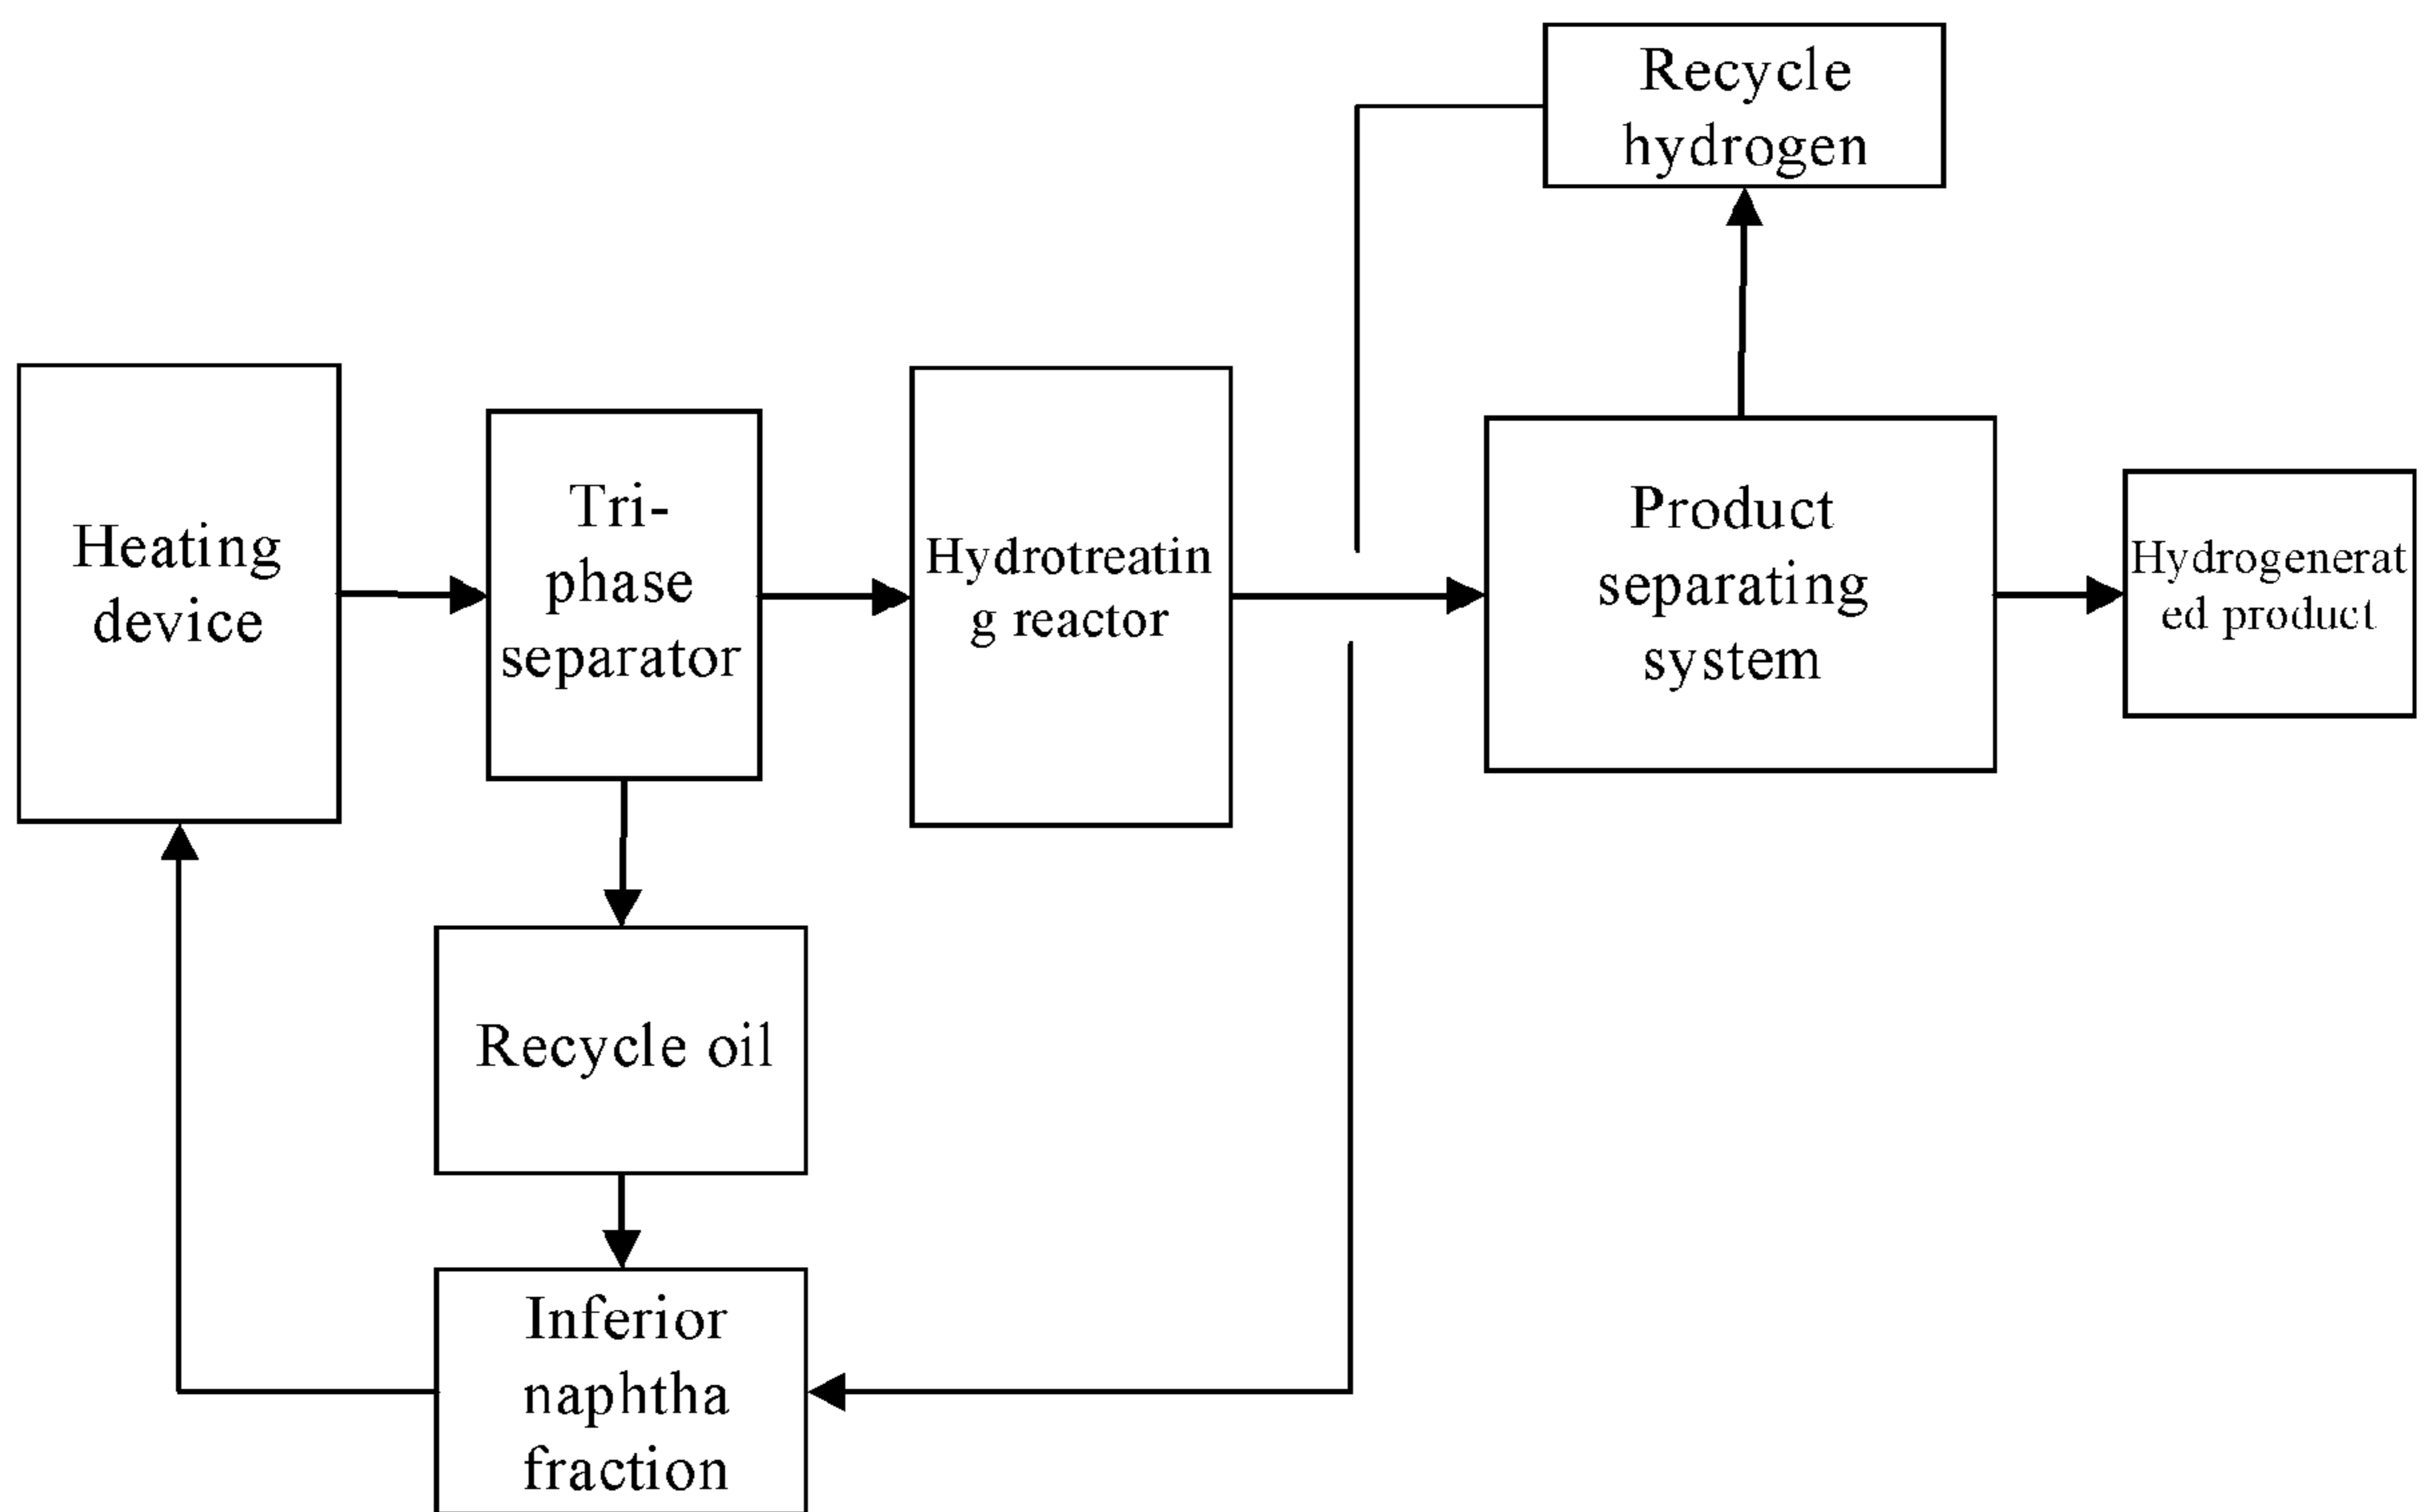 Recycle
hydrogen
Heating
device
Tri-
phase
separator
Hydrotreatin
g reactor
Product
separating
system
Hydrogenerat
ed product
Recycle oil
Inferior
naphtha
fraction